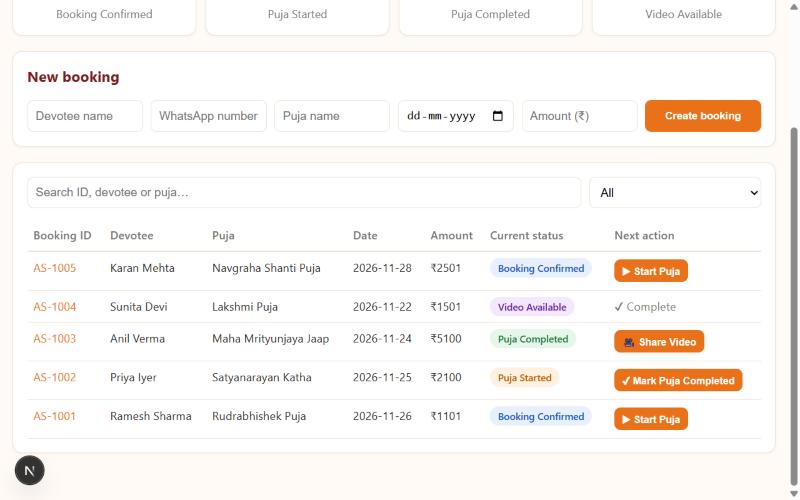 Booking Confirmed Puja Started Puja Completed Video Available
New booking
Devotee name WhatsApp number Puja name dd-mm-yyyy Amount (₹) Create booking
Search ID, devotee or puja… All
Booking ID Devotee Puja Date Amount Current status Next action
AS-1005 Karan Mehta Navgraha Shanti Puja 2026-11-28 ₹2501 Booking Confirmed ▶ Start Puja
AS-1004 Sunita Devi Lakshmi Puja 2026-11-22 ₹1501 Video Available ✓ Complete
AS-1003 Anil Verma Maha Mrityunjaya Jaap 2026-11-24 ₹5100 Puja Completed 🎥 Share Video
AS-1002 Priya Iyer Satyanarayan Katha 2026-11-25 ₹2100 Puja Started ✓ Mark Puja Completed
AS-1001 Ramesh Sharma Rudrabhishek Puja 2026-11-26 ₹1101 Booking Confirmed ▶ Start Puja
N